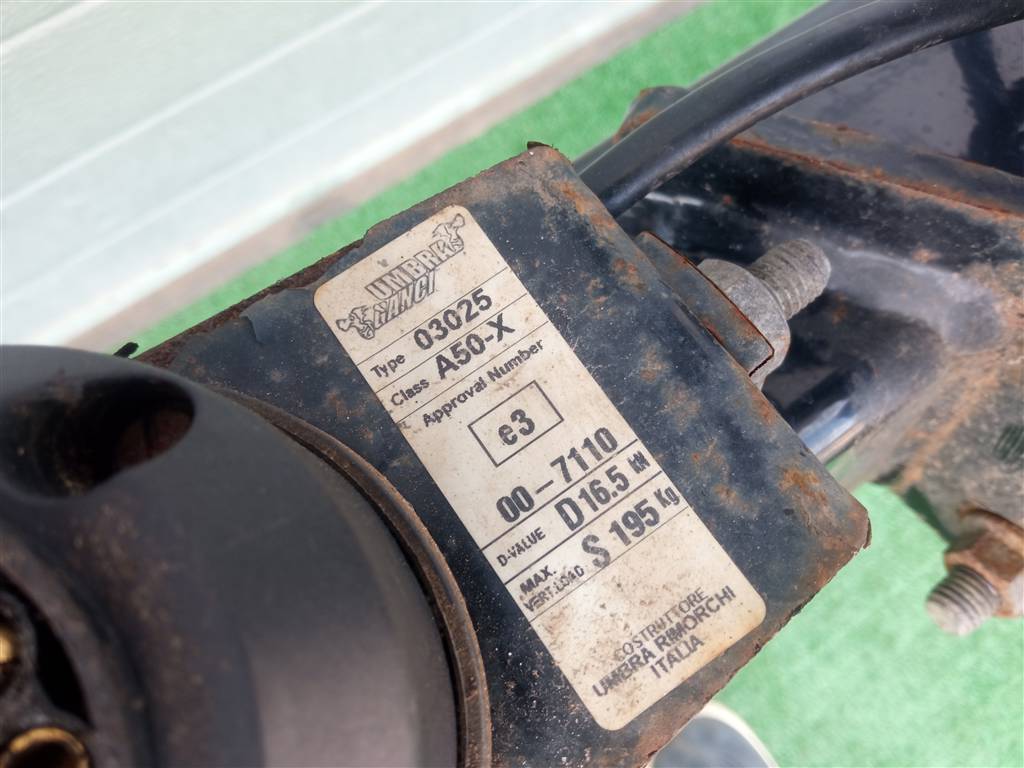 UMBRA
GANCI
Type 03025
Class A50-X
Approval Number
e3
00-7110
D-VALUE D 16.5 kN
MAX.
VERT.LOAD S 195 Kg
COSTRUTTORE
UMBRA RIMORCHI
ITALIA